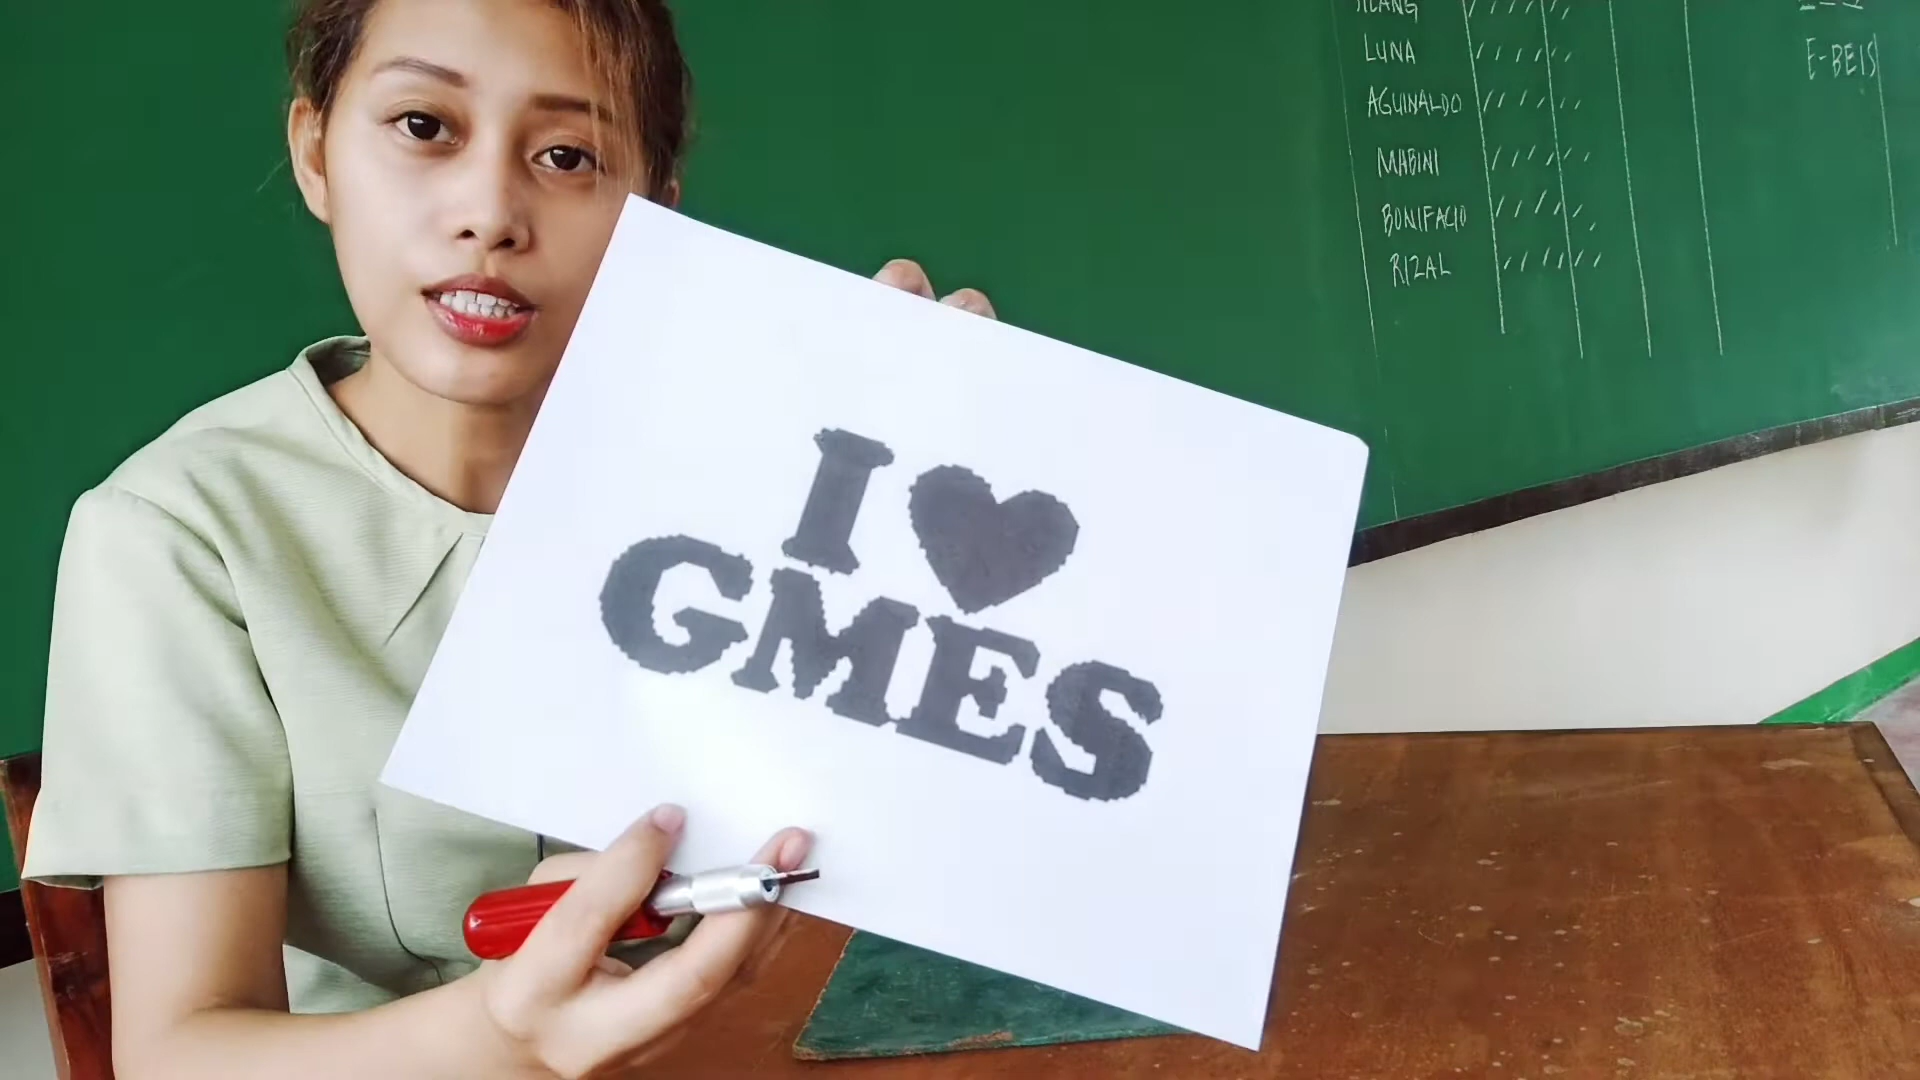 I ♥
GMES
LUNA
AGUINALDO
MABINI
BONIFACIO
RIZAL
E-BEIS